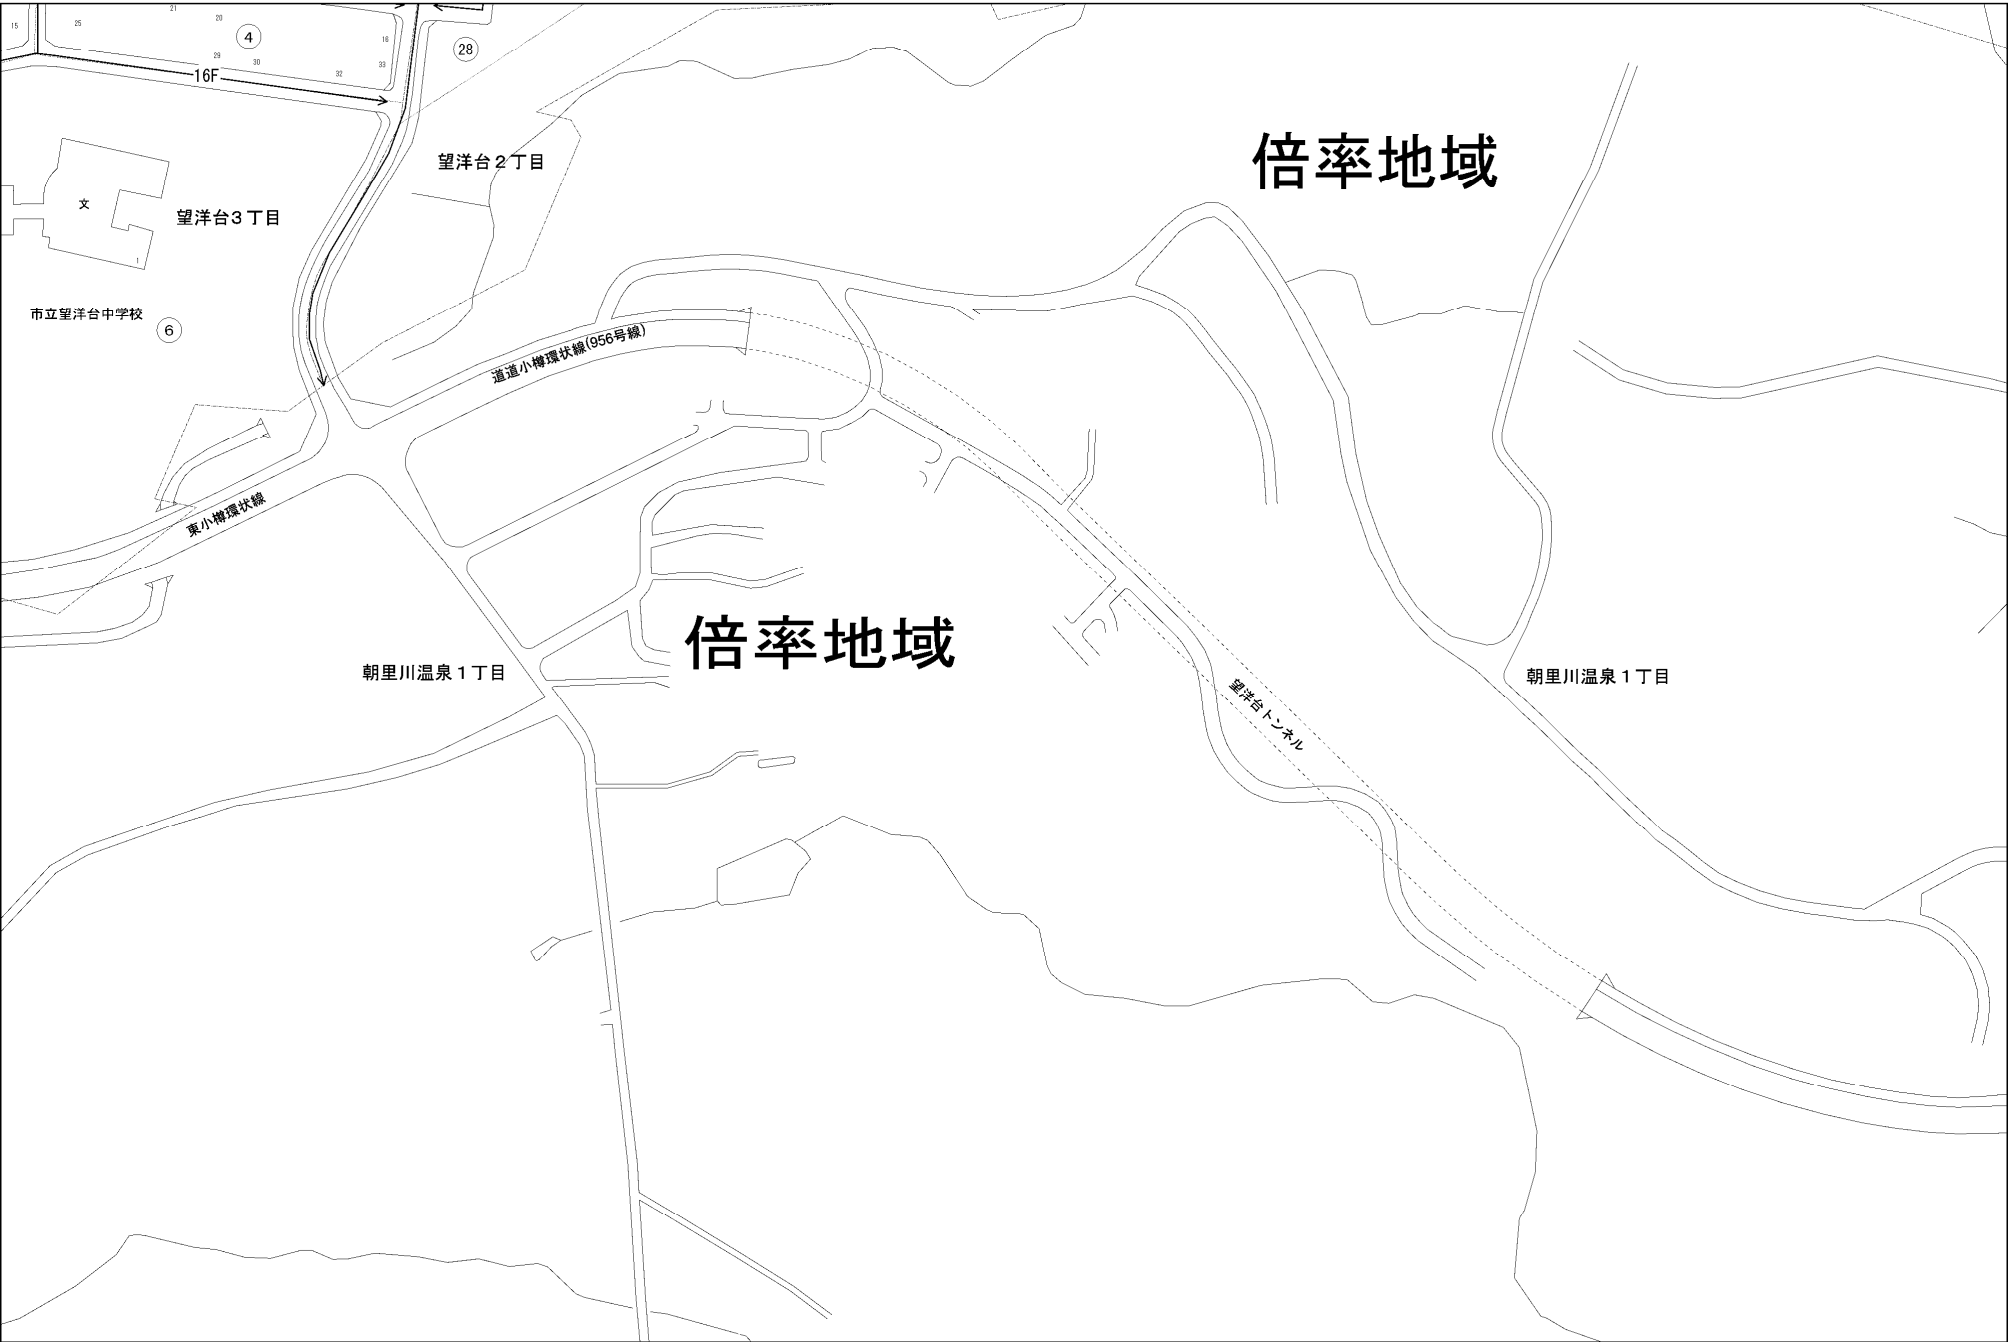 21
15
25
20
④
16
㉘
29
30
33
32
16F
倍率地域
望洋台２丁目
文
望洋台３丁目
1
市立望洋台中学校
⑥
道道小樽環状線(956号線)
東小樽環状線
倍率地域
朝里川温泉１丁目
朝里川温泉１丁目
望洋台トンネル